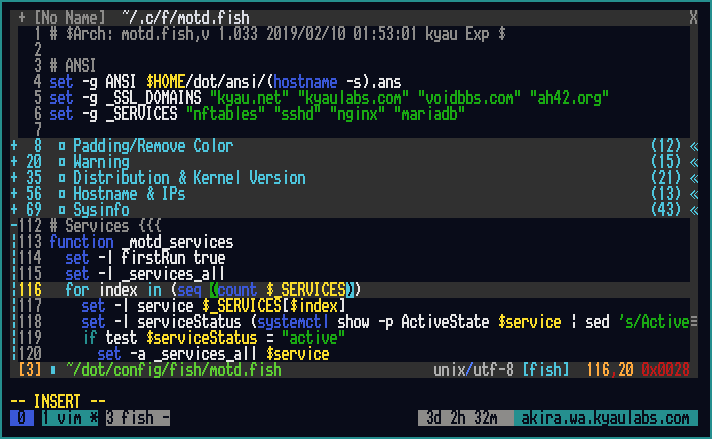 + [No Name]  ~/.c/f/motd.fish X
1 # $Arch: motd.fish,v 1.033 2019/02/10 01:53:01 kyau Exp $
2
3 # ANSI
4 set -g ANSI $HOME/dot/ansi/(hostname -s).ans
5 set -g _SSL_DOMAINS "kyau.net" "kyaulabs.com" "voidbbs.com" "ah42.org"
6 set -g _SERVICES "nftables" "sshd" "nginx" "mariadb"
7
+ 8 ¤ Padding/Remove Color (12) «
+ 20 ¤ Warning (15) «
+ 35 ¤ Distribution & Kernel Version (21) «
+ 56 ¤ Hostname & IPs (13) «
+ 69 ¤ Sysinfo (43) «
-112 # Services {{{
¦113 function _motd_services
¦114   set -l firstRun true
¦115   set -l _services_all
¦116   for index in (seq (count $_SERVICES))
¦117     set -l service $_SERVICES[$index]
¦118     set -l serviceStatus (systemctl show -p ActiveState $service | sed 's/Active=
¦119     if test $serviceStatus = "active"
¦120       set -a _services_all $service
[3] ▪ ~/dot/config/fish/motd.fish unix/utf-8 [fish] 116,20 0x0028
-- INSERT --
0 1 vim * 3 fish - 3d 2h 32m akira.wa.kyaulabs.com